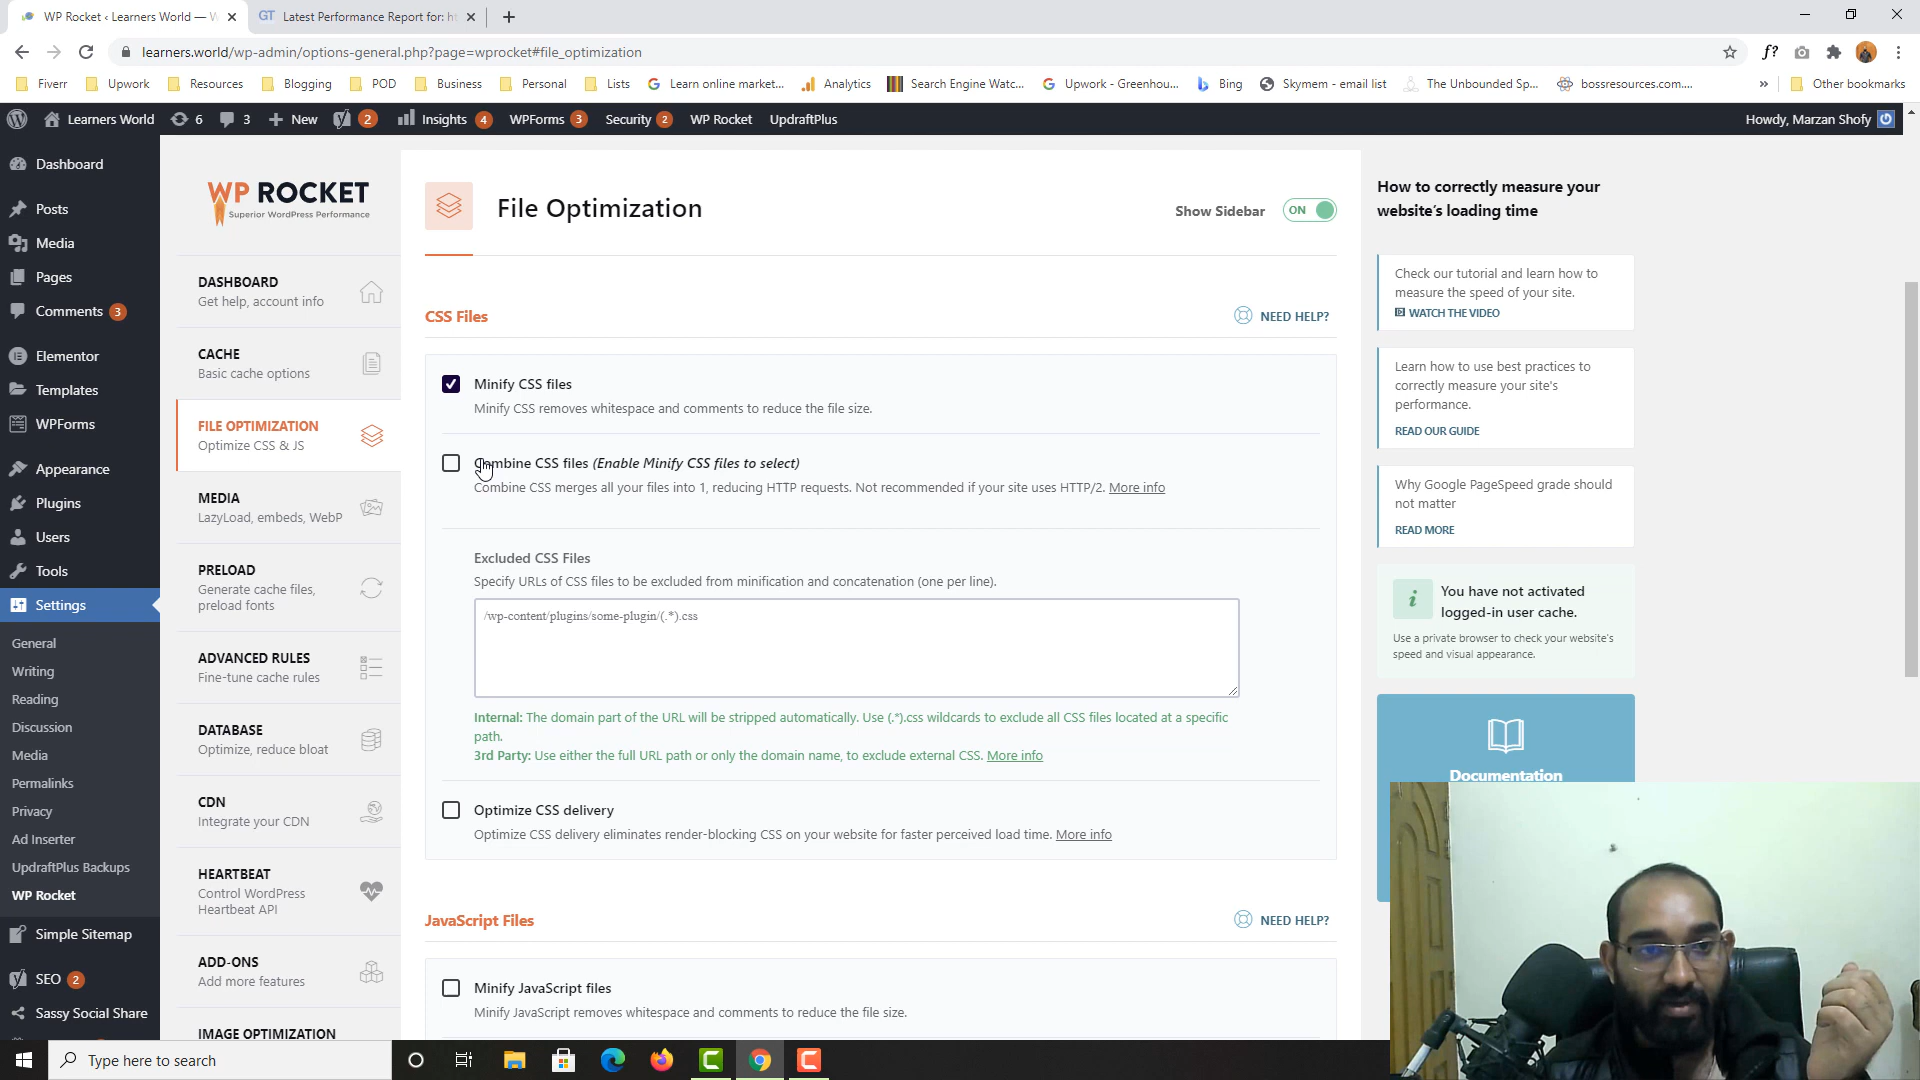 WP Rocket ‹ Learners World — W
GT Latest Performance Report for: ht
learners.world/wp-admin/options-general.php?page=wprocket#file_optimization
f?
Fiverr Upwork Resources Blogging POD Business Personal Lists Learn online market... Analytics Search Engine Watc... Upwork - Greenhou... Bing Skymem - email list The Unbounded Sp... bossresources.com.... » Other bookmarks
Learners World 6 3 New 2 Insights 4 WPForms 3 Security 2 WP Rocket UpdraftPlus Howdy, Marzan Shofy
Dashboard
Posts
Media
Pages
Comments 3
Elementor
Templates
WPForms
Appearance
Plugins
Users
Tools
Settings
General
Writing
Reading
Discussion
Media
Permalinks
Privacy
Ad Inserter
UpdraftPlus Backups
WP Rocket
Simple Sitemap
SEO 2
Sassy Social Share
WP ROCKET
Superior WordPress Performance
DASHBOARD
Get help, account info
CACHE
Basic cache options
FILE OPTIMIZATION
Optimize CSS & JS
MEDIA
LazyLoad, embeds, WebP
PRELOAD
Generate cache files,
preload fonts
ADVANCED RULES
Fine-tune cache rules
DATABASE
Optimize, reduce bloat
CDN
Integrate your CDN
HEARTBEAT
Control WordPress
Heartbeat API
ADD-ONS
Add more features
IMAGE OPTIMIZATION
File Optimization
Show Sidebar ON
CSS Files
NEED HELP?
Minify CSS files
Minify CSS removes whitespace and comments to reduce the file size.
Combine CSS files (Enable Minify CSS files to select)
Combine CSS merges all your files into 1, reducing HTTP requests. Not recommended if your site uses HTTP/2. More info
Excluded CSS Files
Specify URLs of CSS files to be excluded from minification and concatenation (one per line).
/wp-content/plugins/some-plugin/(.*).css
Internal: The domain part of the URL will be stripped automatically. Use (.*).css wildcards to exclude all CSS files located at a specific
path.
3rd Party: Use either the full URL path or only the domain name, to exclude external CSS. More info
Optimize CSS delivery
Optimize CSS delivery eliminates render-blocking CSS on your website for faster perceived load time. More info
JavaScript Files
NEED HELP?
Minify JavaScript files
Minify JavaScript removes whitespace and comments to reduce the file size.
How to correctly measure your
website's loading time
Check our tutorial and learn how to
measure the speed of your site.
WATCH THE VIDEO
Learn how to use best practices to
correctly measure your site's
performance.
READ OUR GUIDE
Why Google PageSpeed grade should
not matter
READ MORE
i You have not activated
logged-in user cache.
Use a private browser to check your website's
speed and visual appearance.
Documentation
Type here to search